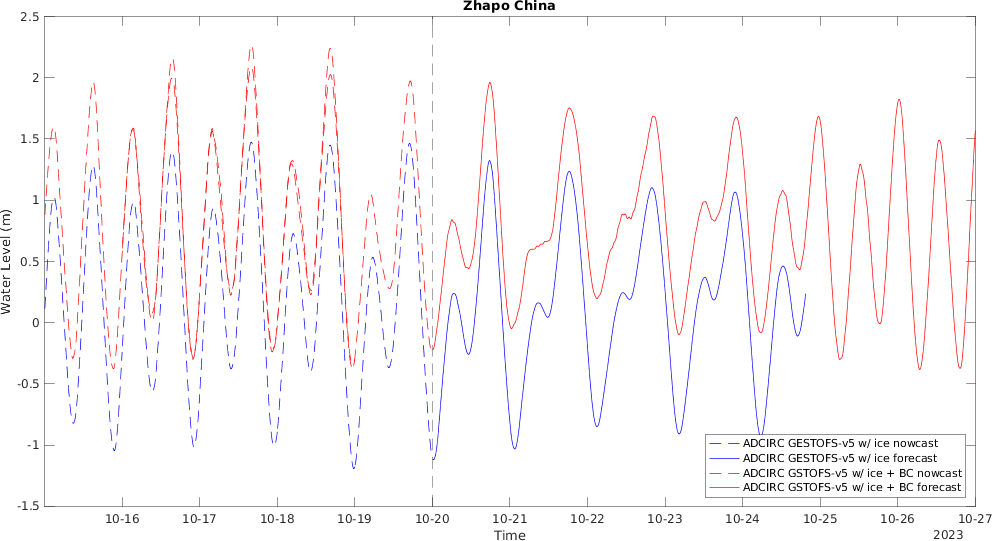 Zhapo China
Water Level (m)
2.5
2
1.5
1
0.5
0
-0.5
-1
-1.5
ADCIRC GESTOFS-v5 w/ ice nowcast
ADCIRC GESTOFS-v5 w/ ice forecast
ADCIRC GSTOFS-v5 w/ ice + BC nowcast
ADCIRC GSTOFS-v5 w/ ice + BC forecast
10-16 10-17 10-18 10-19 10-20 10-21 10-22 10-23 10-24 10-25 10-26 10-27
Time
2023